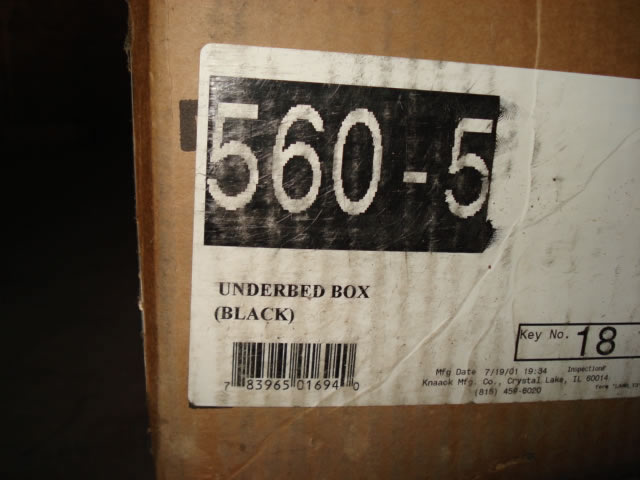 560-5
UNDERBED BOX
(BLACK)
Key No. 18
7 83965 01694 0
Mfg Date 7/19/01 19:34 Inspection#
Knaack Mfg. Co., Crystal Lake, IL 60014
(815) 459-6020